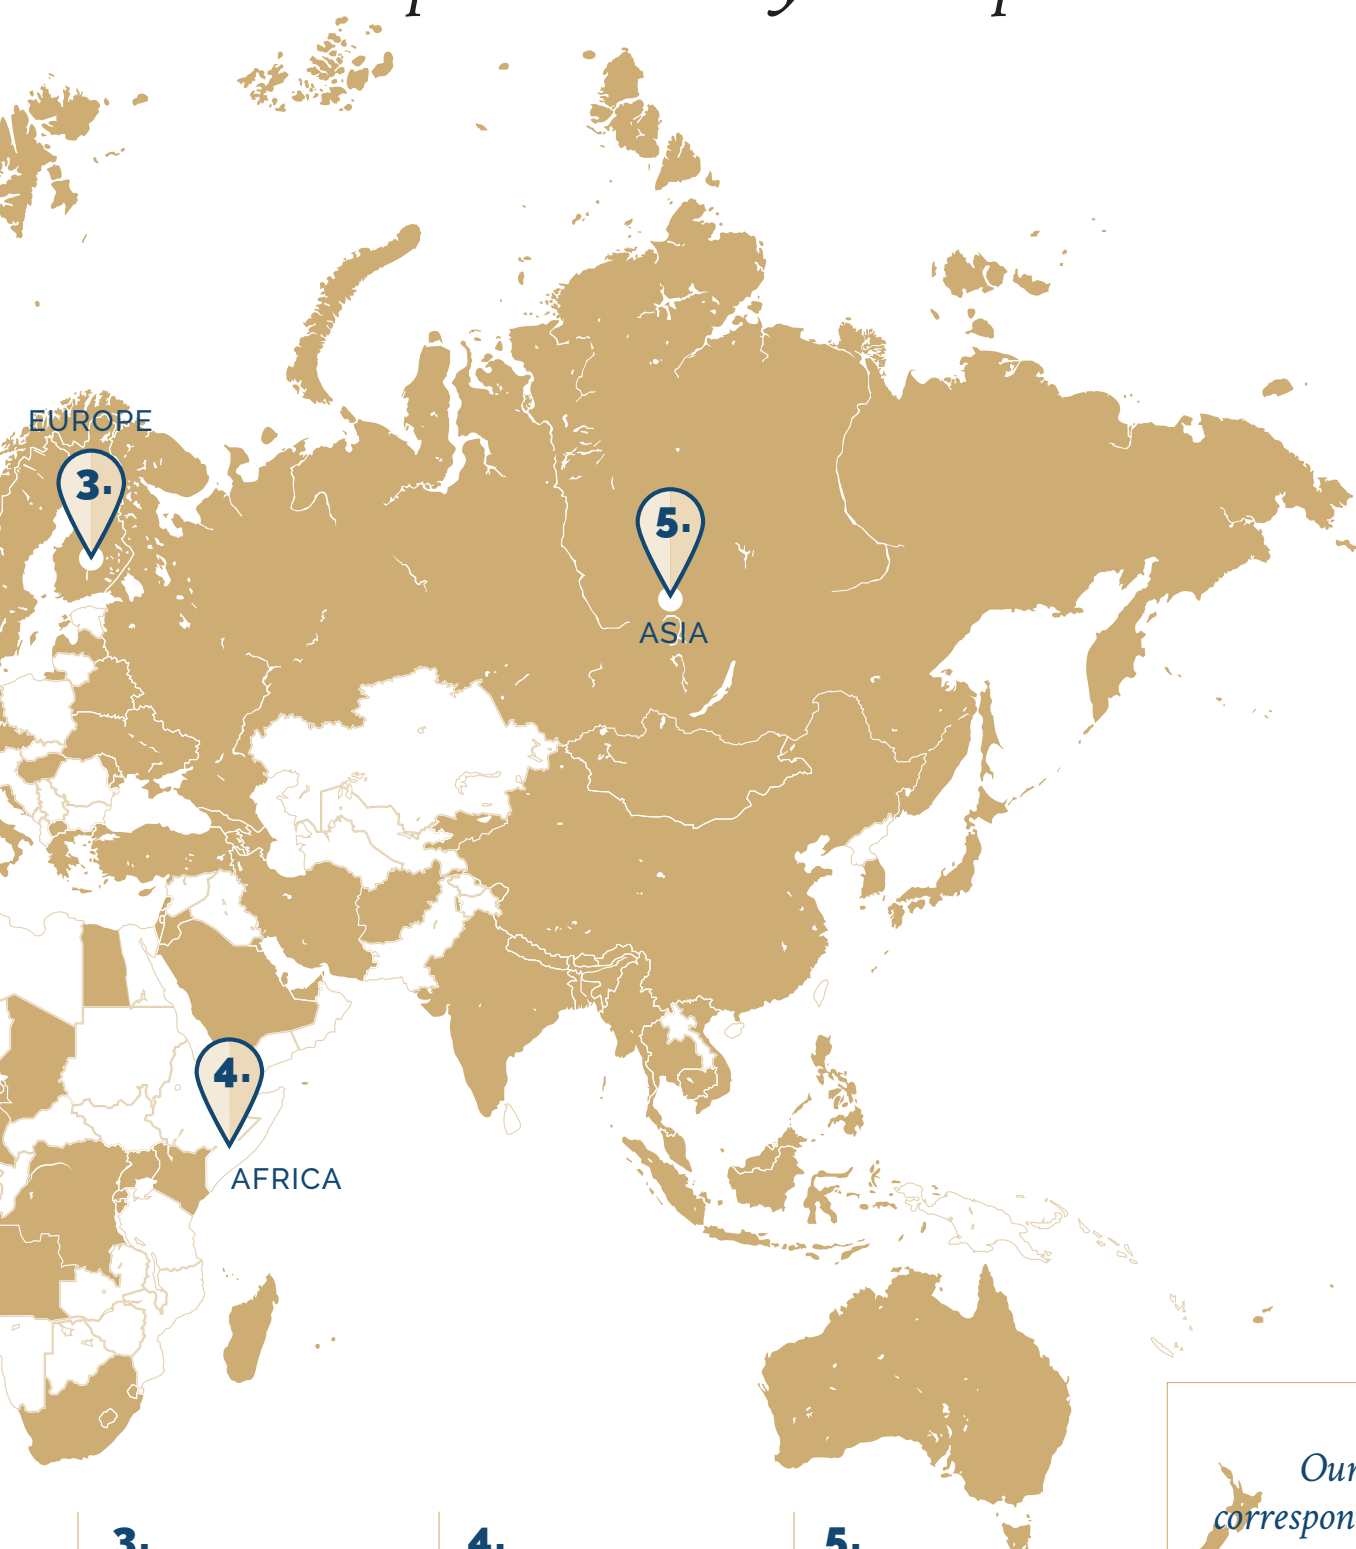 EUROPE
3.
5.
ASIA
4.
AFRICA
Our
correspon
3. 4. 5.